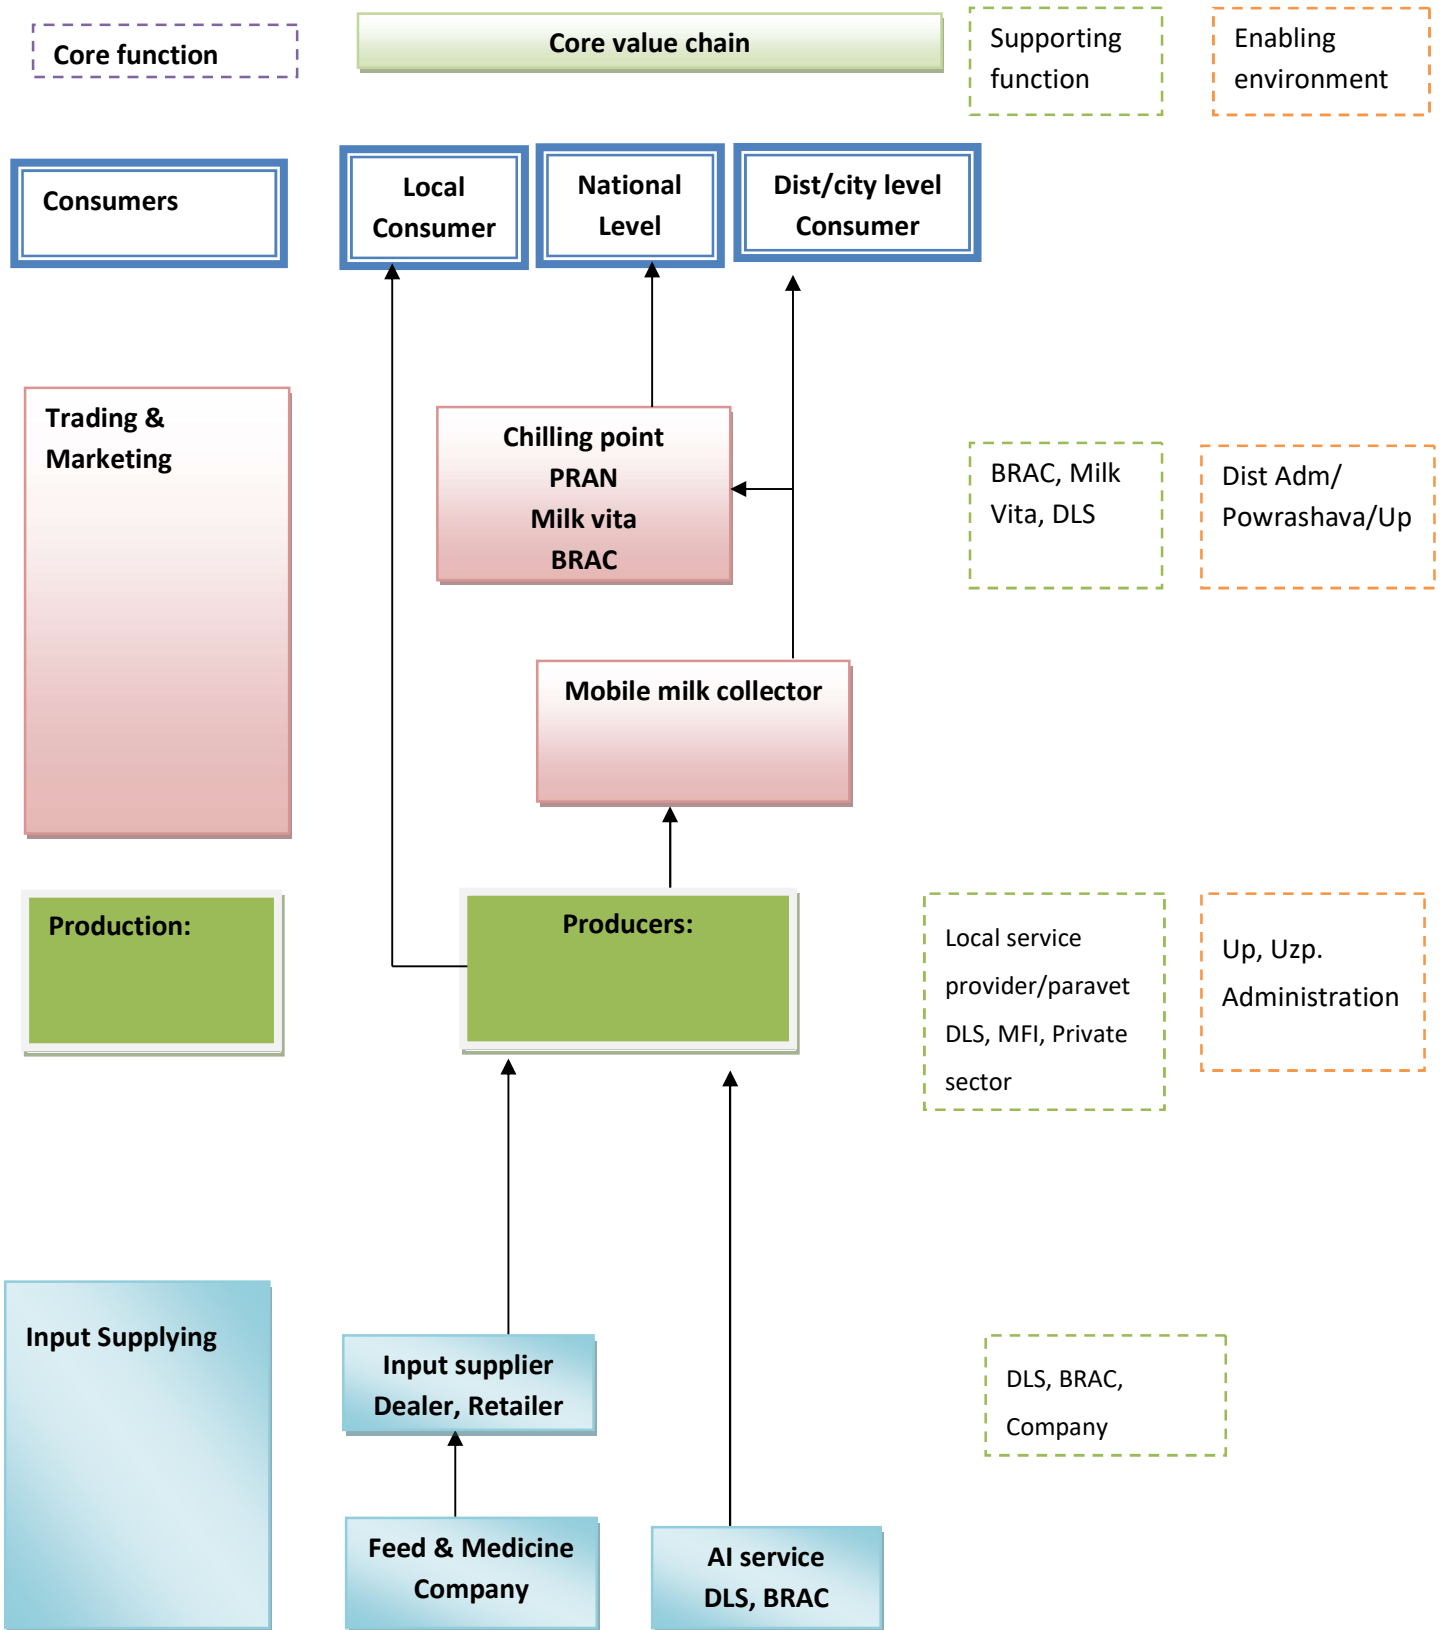 Core function
Core value chain
Supporting
function
Enabling
environment
Consumers
Local
Consumer
National
Level
Dist/city level
Consumer
Trading &
Marketing
Chilling point
PRAN
Milk vita
BRAC
BRAC, Milk
Vita, DLS
Dist Adm/
Powrashava/Up
Mobile milk collector
Production:
Producers:
Local service
provider/paravet
DLS, MFI, Private
sector
Up, Uzp.
Administration
Input Supplying
Input supplier
Dealer, Retailer
DLS, BRAC,
Company
Feed & Medicine
Company
AI service
DLS, BRAC